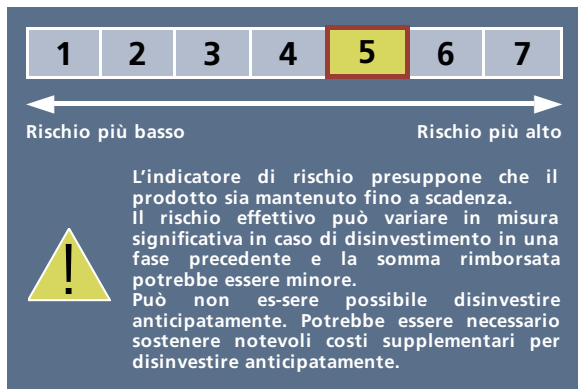 1 2 3 4 5 6 7
Rischio più basso Rischio più alto
L'indicatore di rischio presuppone che il
prodotto sia mantenuto fino a scadenza.
Il rischio effettivo può variare in misura
significativa in caso di disinvestimento in una
fase precedente e la somma rimborsata
potrebbe essere minore.
Può non es-sere possibile disinvestire
anticipatamente. Potrebbe essere necessario
sostenere notevoli costi supplementari per
disinvestire anticipatamente.
!